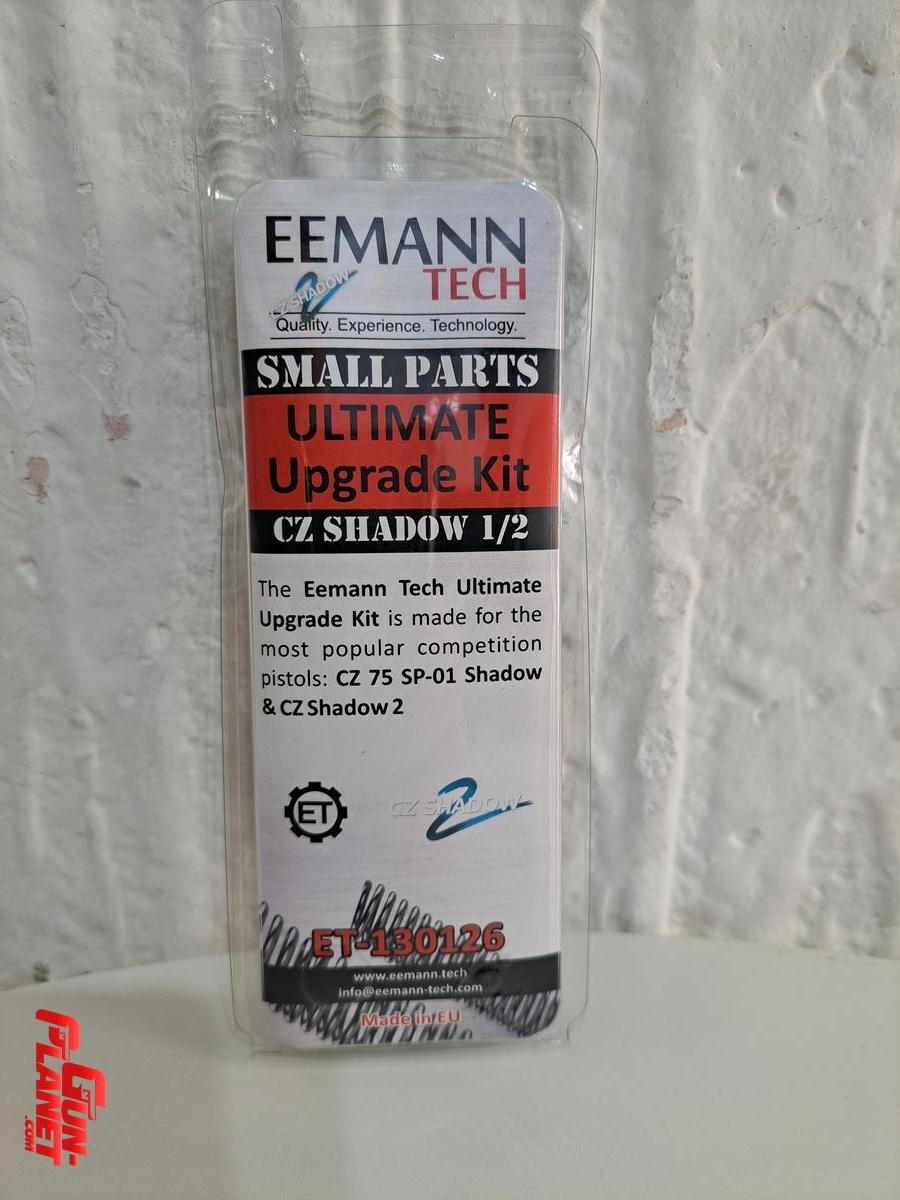 EEMANN
TECH
CZ SHADOW
2
Quality. Experience. Technology.
SMALL PARTS
ULTIMATE
Upgrade Kit
CZ SHADOW 1/2
The Eemann Tech Ultimate
Upgrade Kit is made for the
most popular competition
pistols: CZ 75 SP-01 Shadow
& CZ Shadow 2
ET
CZ SHADOW
2
ET-130126
www.eemann.tech
info@eemann-tech.com
Made in EU
GUN-
PLANET
.COM